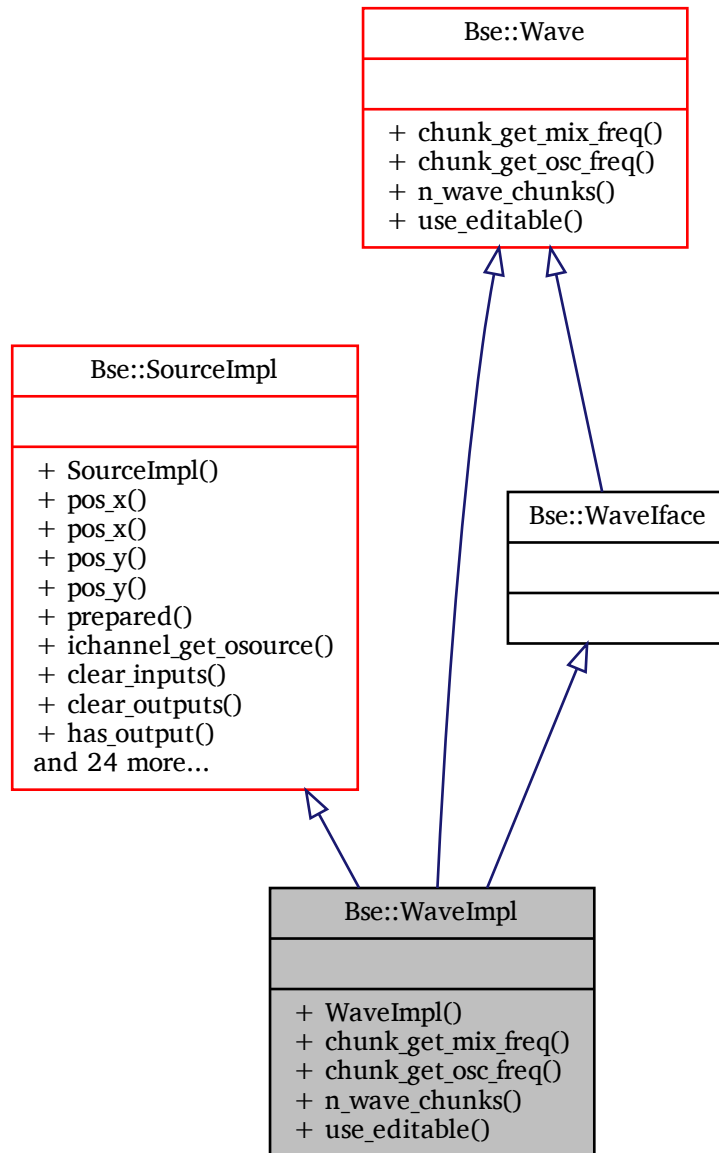 Bse::Wave
+ chunk_get_mix_freq()
+ chunk_get_osc_freq()
+ n_wave_chunks()
+ use_editable()
Bse::SourceImpl
+ SourceImpl()
+ pos_x()
+ pos_x()
+ pos_y()
+ pos_y()
+ prepared()
+ ichannel_get_osource()
+ clear_inputs()
+ clear_outputs()
+ has_output()
and 24 more...
Bse::WaveIface
Bse::WaveImpl
+ WaveImpl()
+ chunk_get_mix_freq()
+ chunk_get_osc_freq()
+ n_wave_chunks()
+ use_editable()